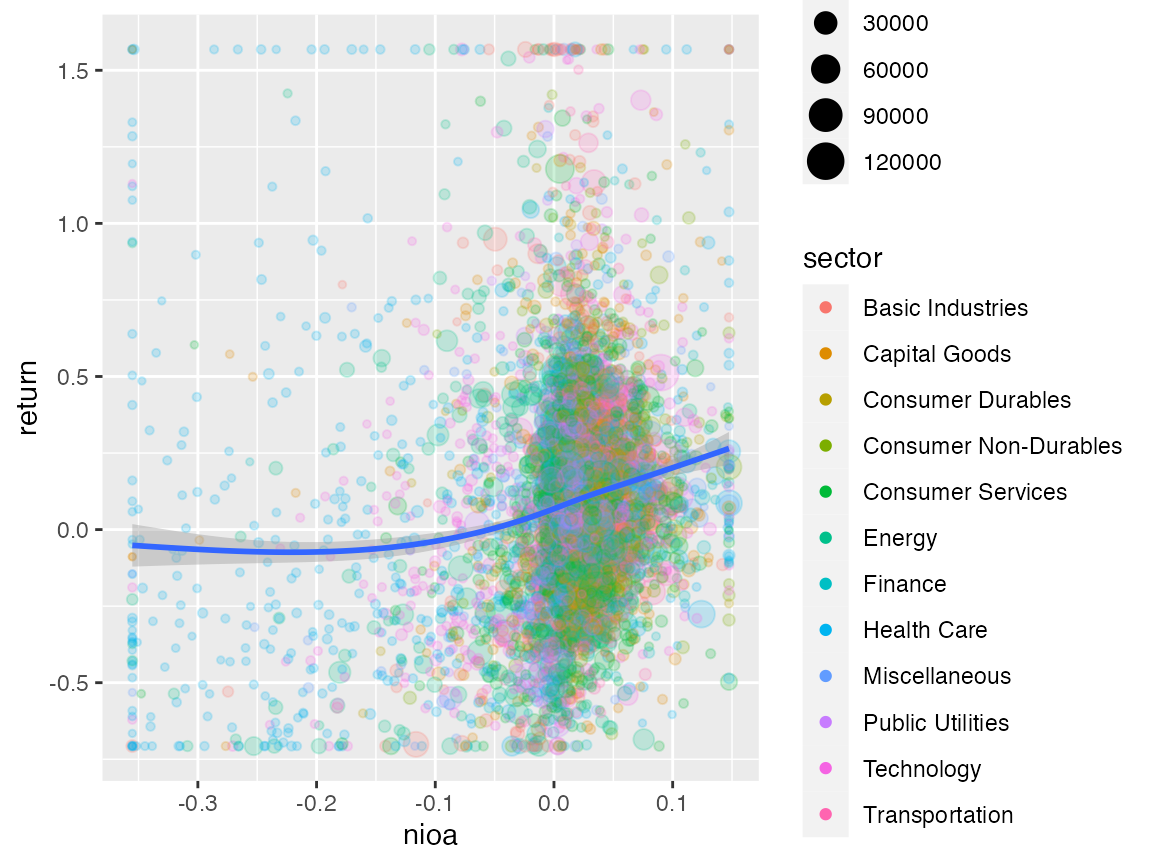 1.5
1.0
0.5
0.0
-0.5
return
-0.3
-0.2
-0.1
0.0
0.1
nioa
30000
60000
90000
120000
sector
Basic Industries
Capital Goods
Consumer Durables
Consumer Non-Durables
Consumer Services
Energy
Finance
Health Care
Miscellaneous
Public Utilities
Technology
Transportation